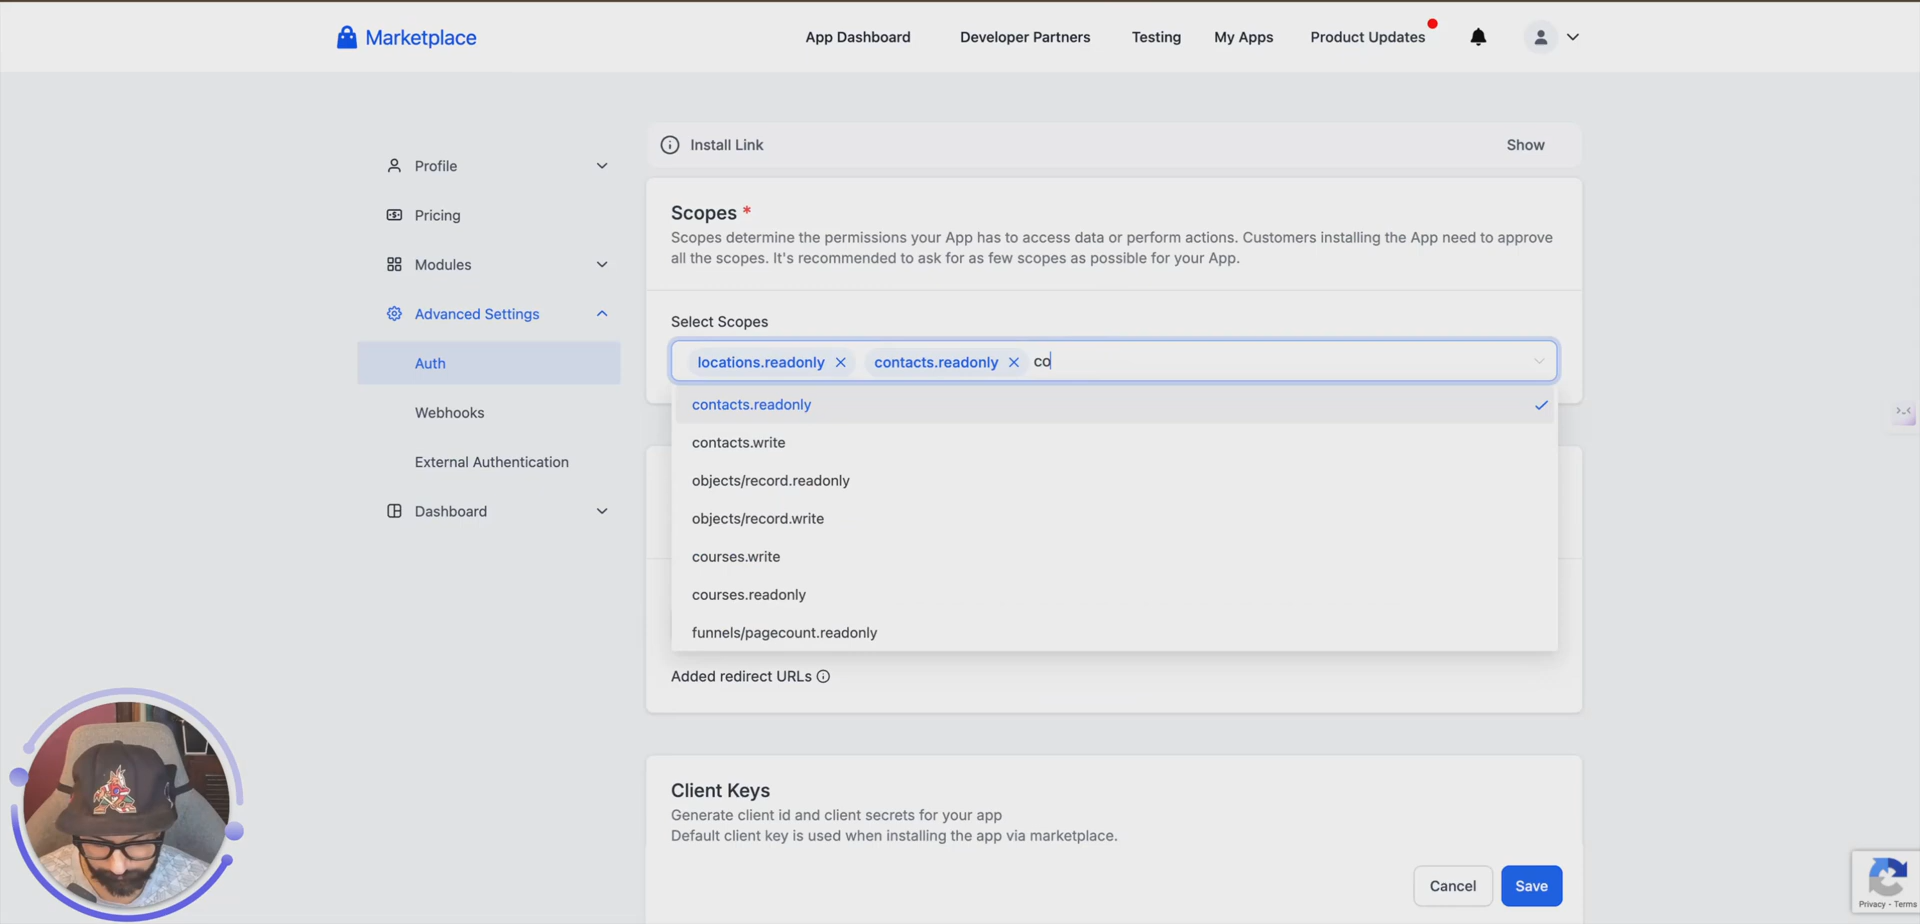 Marketplace
App Dashboard
Developer Partners
Testing
My Apps
Product Updates
Profile
Pricing
Modules
Advanced Settings
Auth
Webhooks
External Authentication
Dashboard
Install Link
Show
Scopes *
Scopes determine the permissions your App has to access data or perform actions. Customers installing the App need to approve
all the scopes. It's recommended to ask for as few scopes as possible for your App.
Select Scopes
locations.readonly contacts.readonly co
contacts.readonly
contacts.write
objects/record.readonly
objects/record.write
courses.write
courses.readonly
funnels/pagecount.readonly
Added redirect URLs
Client Keys
Generate client id and client secrets for your app
Default client key is used when installing the app via marketplace.
Cancel
Save
Privacy - Terms